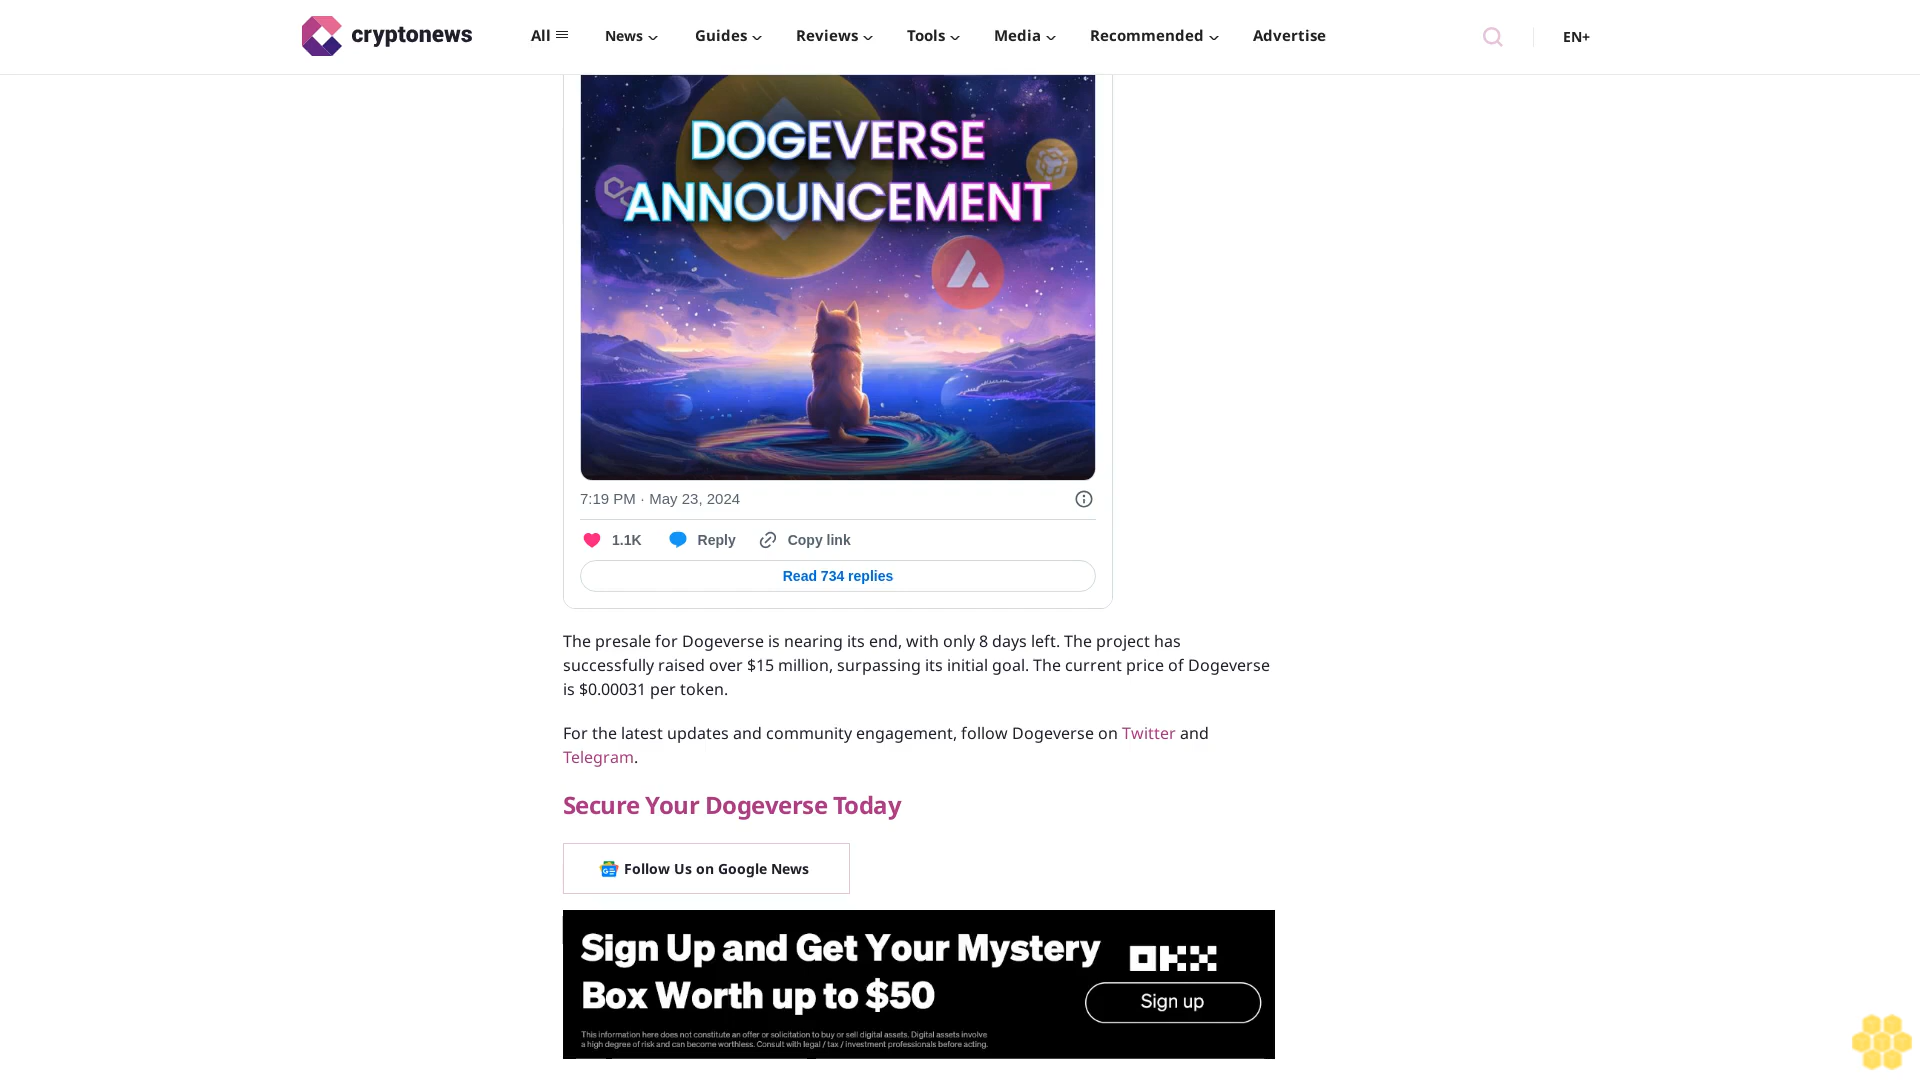 cryptonews
All
News
Guides
Reviews
Tools
Media
Recommended
Advertise
EN+
DOGEVERSE
ANNOUNCEMENT
7:19 PM · May 23, 2024
1.1K
Reply
Copy link
Read 734 replies
The presale for Dogeverse is nearing its end, with only 8 days left. The project has
successfully raised over $15 million, surpassing its initial goal. The current price of Dogeverse
is $0.00031 per token.
For the latest updates and community engagement, follow Dogeverse on Twitter and
Telegram.
Secure Your Dogeverse Today
Follow Us on Google News
Sign Up and Get Your Mystery
Box Worth up to $50
OKX
Sign up
This information here does not constitute an offer or solicitation to buy or sell digital assets. Digital assets involve
a high degree of risk and can become worthless. Consult with legal / tax / investment professionals before acting.